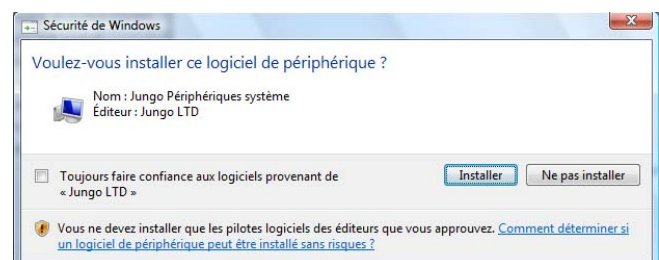 Sécurité de Windows
Voulez-vous installer ce logiciel de périphérique ?
Nom : Jungo Périphériques système
Éditeur : Jungo LTD
Toujours faire confiance aux logiciels provenant de
« Jungo LTD »
Installer
Ne pas installer
Vous ne devez installer que les pilotes logiciels des éditeurs que vous approuvez. Comment déterminer si
un logiciel de périphérique peut être installé sans risques ?